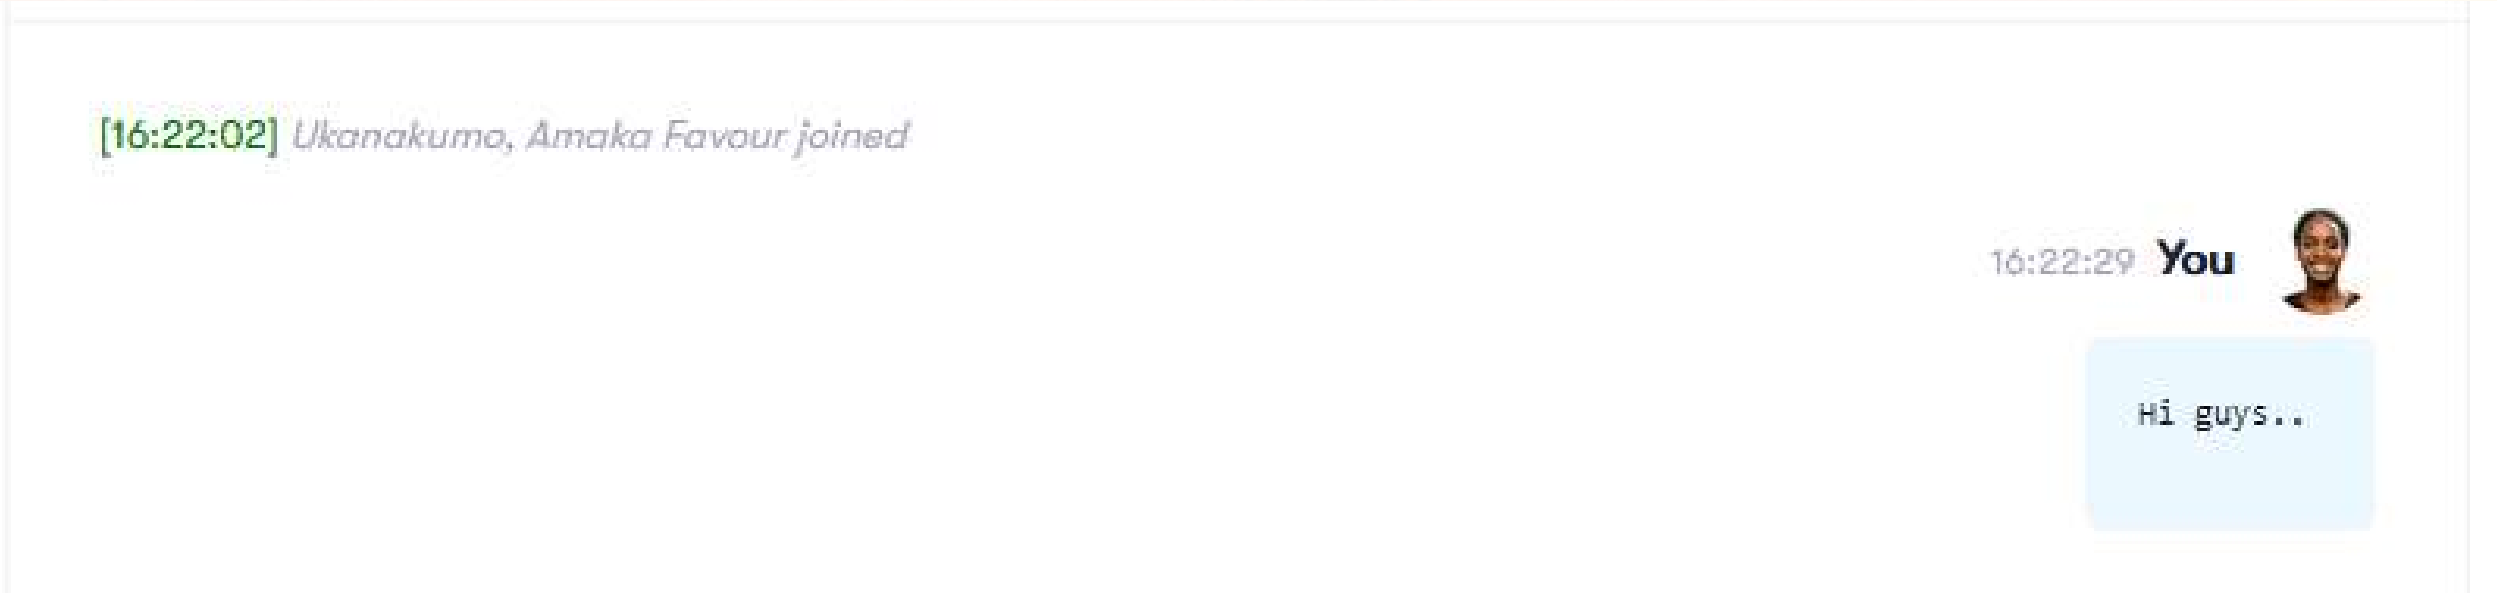 [16:22:02] Ukanakumo, Amaka Favour joined
16:22:29 You
Hi guys..